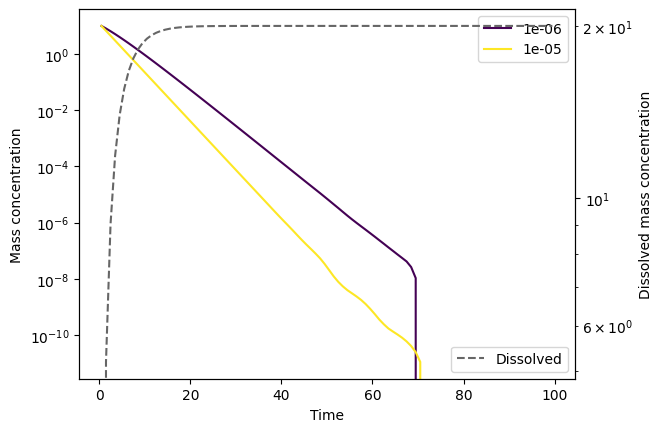 1e-06
1e-05
Dissolved
10⁰
10⁻²
10⁻⁴
10⁻⁶
10⁻⁸
10⁻¹⁰
Mass concentration
2 × 10¹
10¹
6 × 10⁰
Dissolved mass concentration
0 20 40 60 80 100
Time